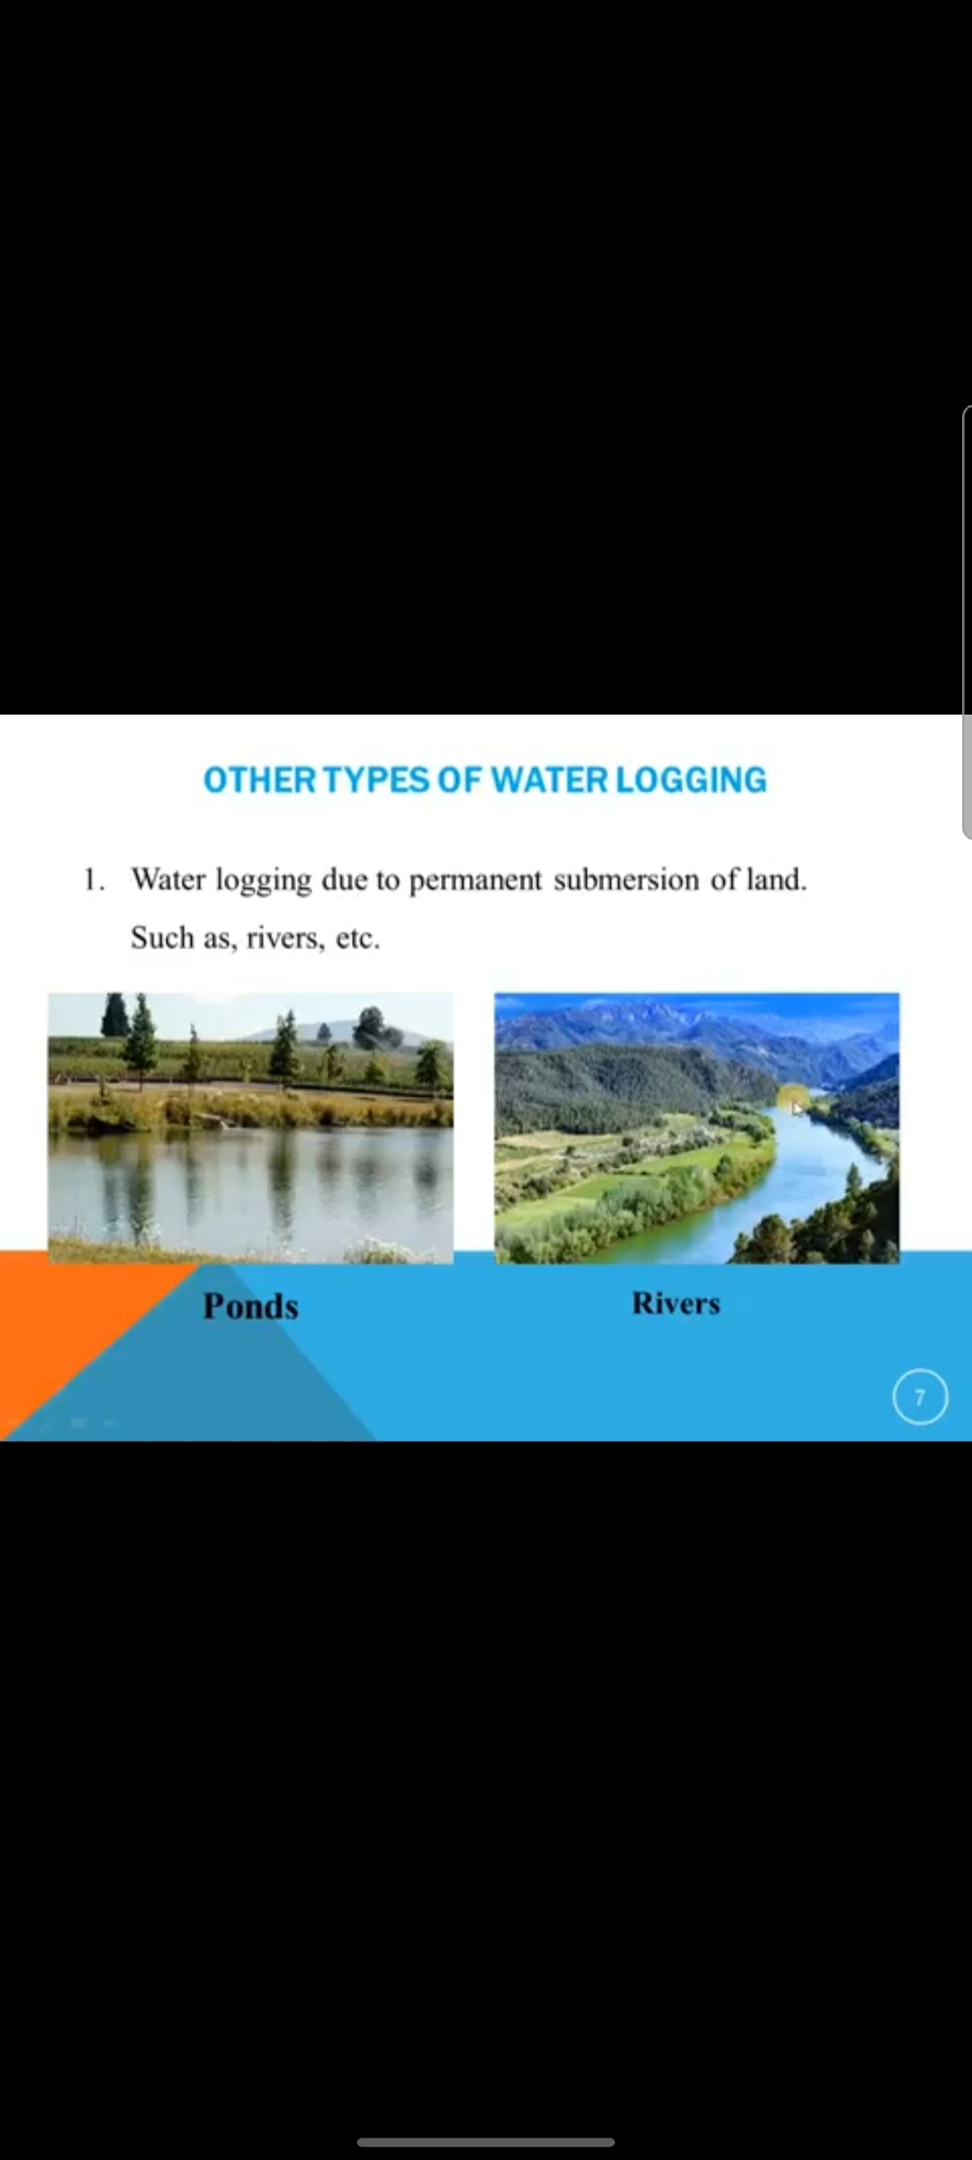 OTHER TYPES OF WATER LOGGING
1. Water logging due to permanent submersion of land.
Such as, rivers, etc.
Ponds
Rivers
7